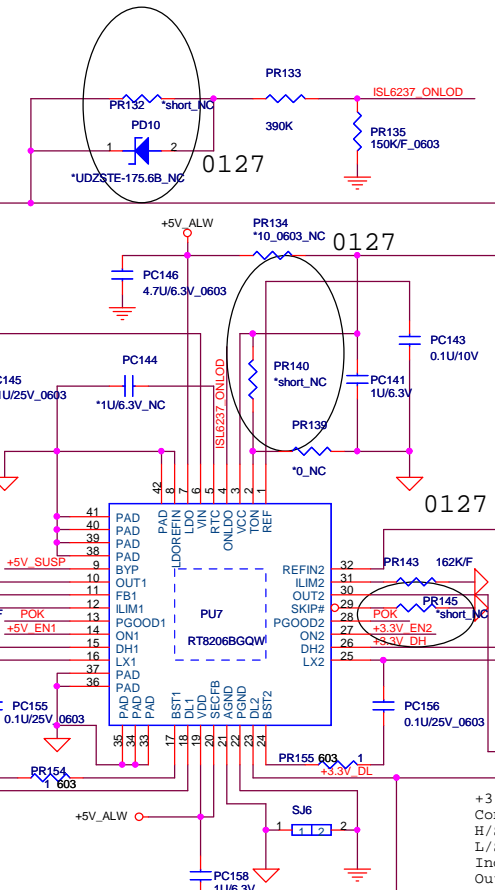 PR133
PR132 *short_NC
ISL6237_ONLOD
390K
PD10
1 2
0127
PR135
150K/F_0603
*UDZSTE-175.6B_NC
+5V_ALW
PR134
*10_0603_NC
0127
PC146
4.7U/6.3V_0603
PC143
0.1U/10V
PC144
*1U/6.3V_NC
C145
1U/25V_0603
ISL6237_ONLOD
PR140
*short_NC
PC141
1U/6.3V
PR139
*0_NC
0127
42 8 7 6 5 4 3 2 1
PAD LDOREFIN LDO VIN RTC ONLDO VCC TON REF
41 PAD
40 PAD
39 PAD
38 PAD
+5V_SUSP 9 BYP
10 OUT1
11 FB1
12 ILIM1
F POK 13 PGOOD1
+5V_EN1 14 ON1
15 DH1
16 LX1
37 PAD
36 PAD
PU7
RT8206BGQW
REFIN2 32
ILIM2 31
OUT2 30
SKIP# 29
PGOOD2 28 POK
ON2 27 +3.3V_EN2
DH2 26 +3.3V_DH
LX2 25
PR143 162K/F
PR145
*short_NC
PAD PAD PAD BST1 DL1 VDD SECFB AGND PGND DL2 BST2
35 34 33 17 18 19 20 21 22 23 24
PC155
0.1U/25V_0603
PC156
0.1U/25V_0603
PR154
1 603
PR155 603 1
+3.3V_DL
+5V_ALW
SJ6
1 1 2 2
PC158
1U/6.3V
+3
Con
H/S
L/S
Ind
Out